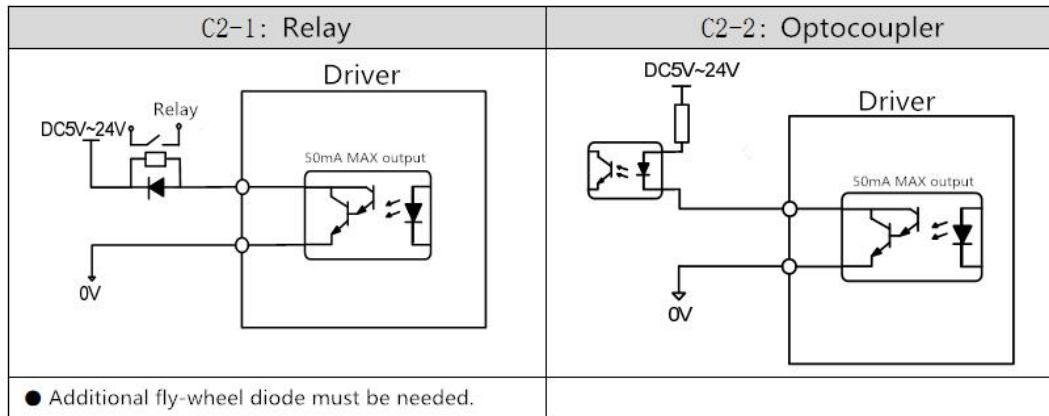 C2-1: Relay
Driver
Relay
DC5V~24V
50mA MAX output
0V
● Additional fly-wheel diode must be needed.
C2-2: Optocoupler
DC5V~24V
Driver
50mA MAX output
0V